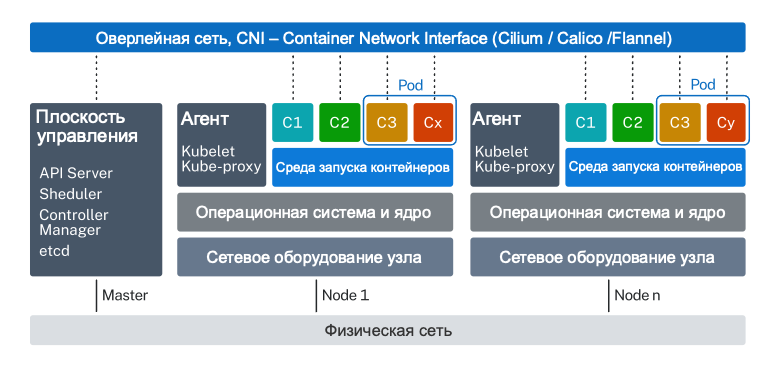 Оверлейная сеть, CNI – Container Network Interface (Cilium / Calico /Flannel)
Плоскость
управления
API Server
Sheduler
Controller
Manager
etcd
Master
Агент
Kubelet
Kube-proxy
Pod
C1 C2 C3 Cx
Среда запуска контейнеров
Операционная система и ядро
Сетевое оборудование узла
Node 1
Агент
Kubelet
Kube-proxy
Pod
C1 C2 C3 Cy
Среда запуска контейнеров
Операционная система и ядро
Сетевое оборудование узла
Node n
Физическая сеть